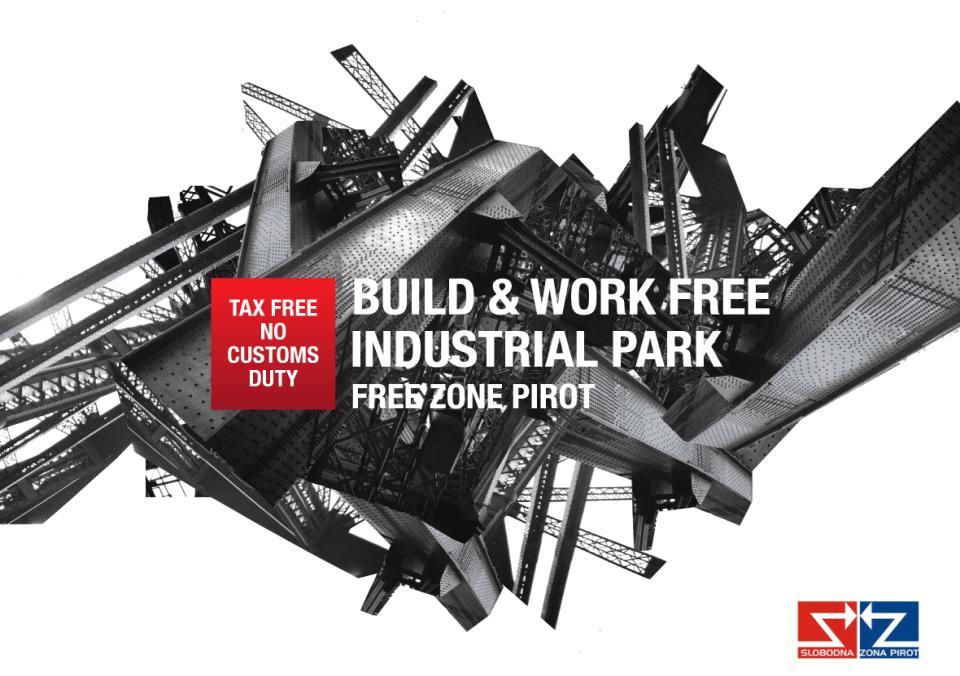 TAX FREE
NO
CUSTOMS
DUTY
BUILD & WORK FREE
INDUSTRIAL PARK
FREE ZONE PIROT
SLOBODNA ZONA PIROT